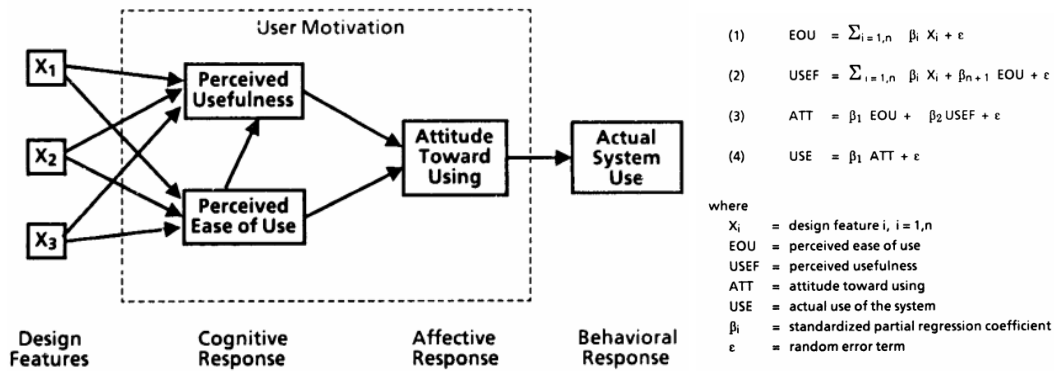 User Motivation
X1
X2
X3
Perceived
Usefulness
Perceived
Ease of Use
Attitude
Toward
Using
Actual
System
Use
Design
Features
Cognitive
Response
Affective
Response
Behavioral
Response
(1) EOU = Σi = 1,n βi Xi + ε
(2) USEF = Σi = 1,n βi Xi + βn+1 EOU + ε
(3) ATT = β1 EOU + β2 USEF + ε
(4) USE = β1 ATT + ε
where
Xi = design feature i, i = 1,n
EOU = perceived ease of use
USEF = perceived usefulness
ATT = attitude toward using
USE = actual use of the system
βi = standardized partial regression coefficient
ε = random error term